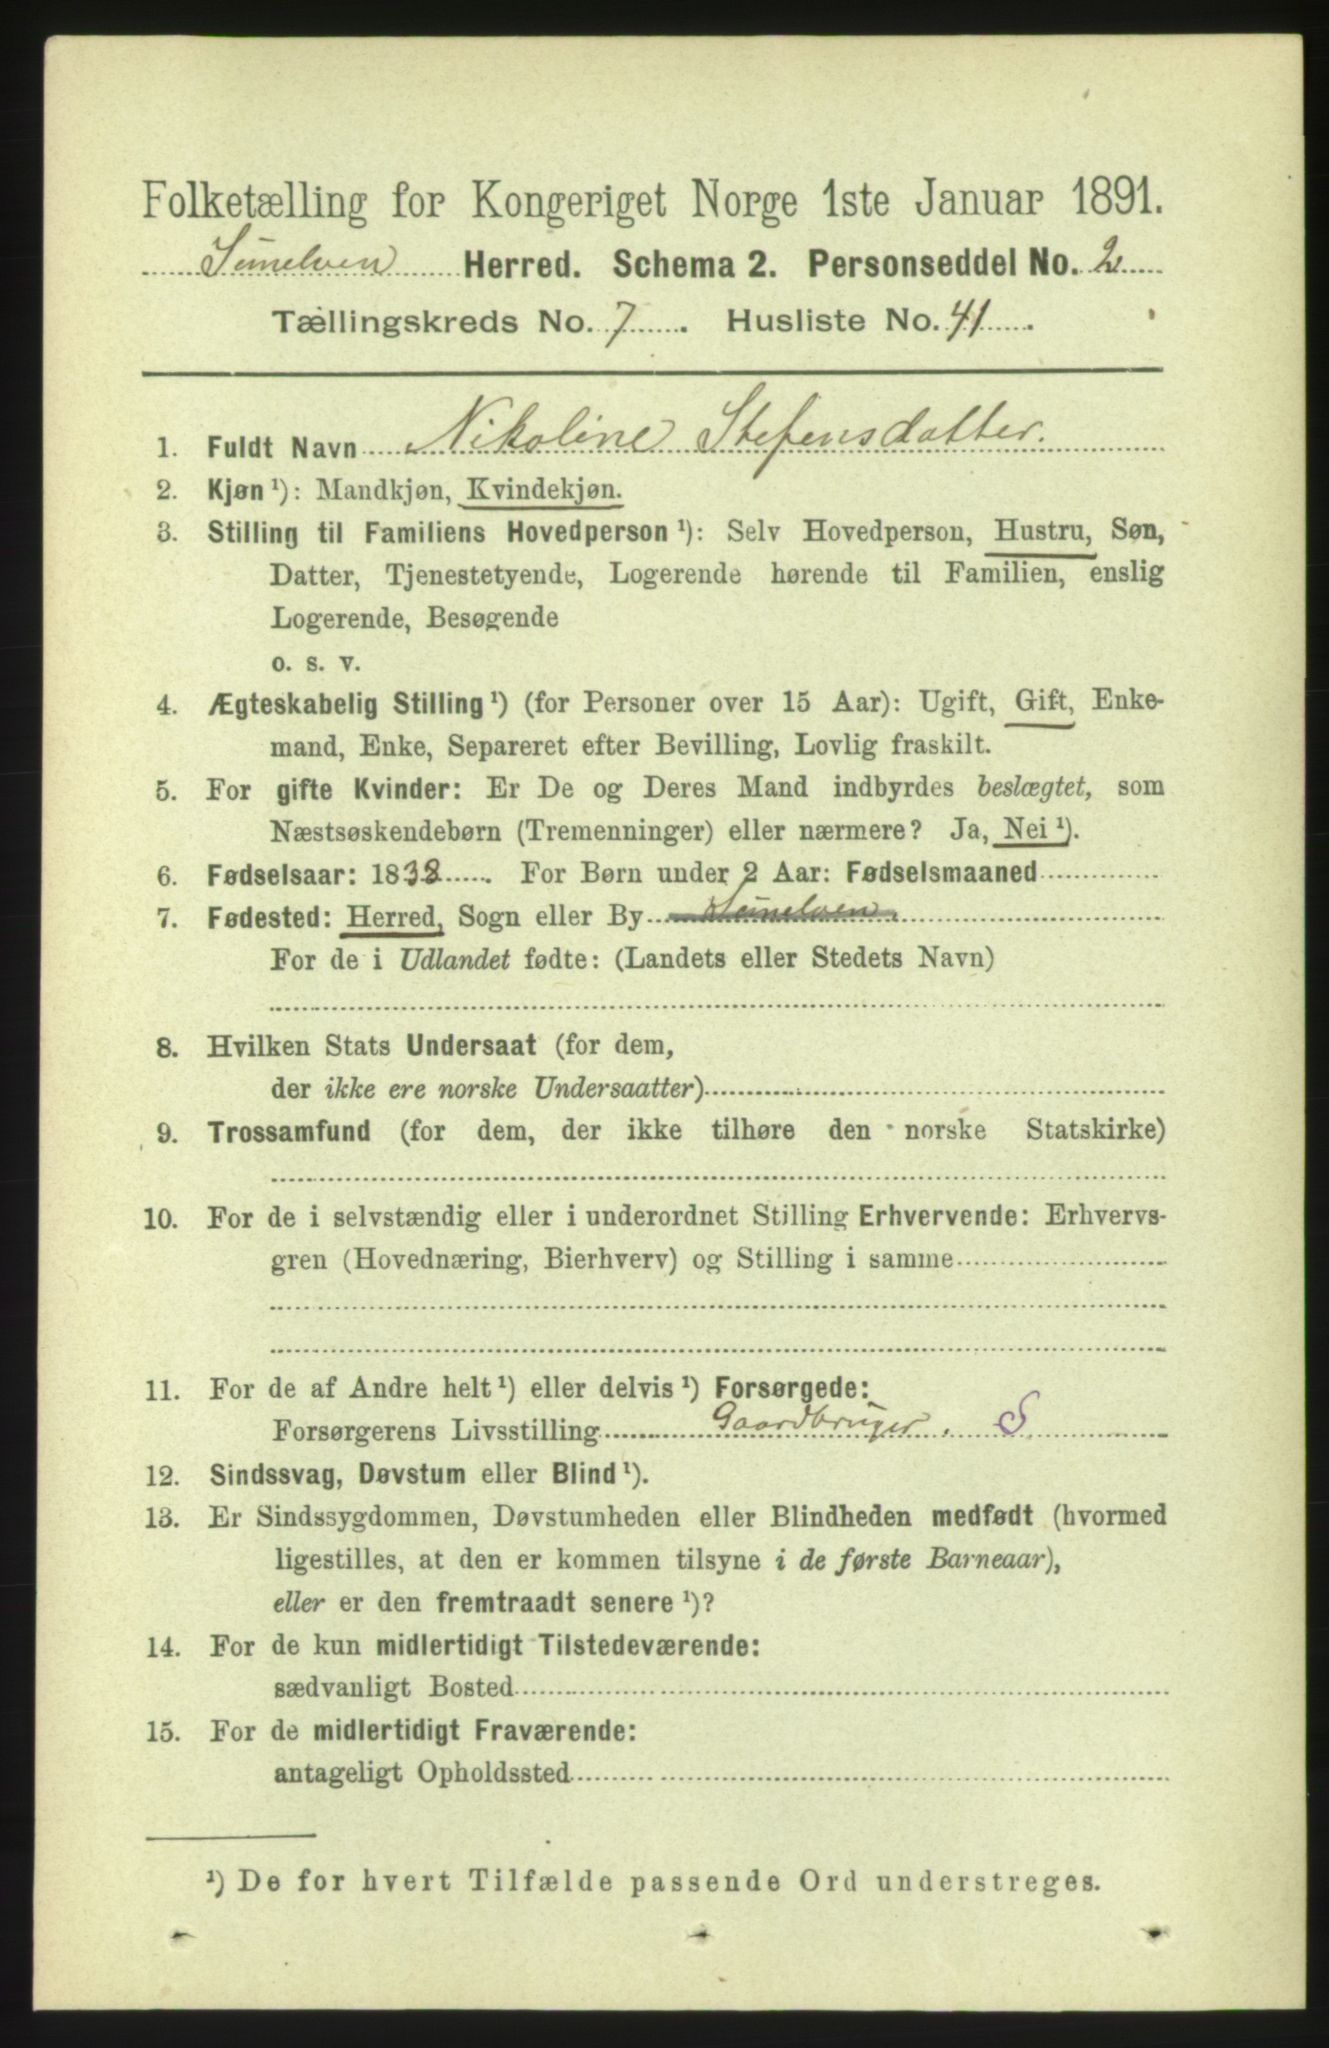 Folketælling for Kongeriget Norge 1ste Januar 1891.
Sunelven Herred. Schema 2. Personseddel No. 2
Tællingskreds No. 7. Husliste No. 41.
1. Fuldt Navn Nikoline Stefensdatter.
2. Kjøn ¹): Mandkjøn, Kvindekjøn.
3. Stilling til Familiens Hovedperson ¹): Selv Hovedperson, Hustru, Søn,
Datter, Tjenestetyende, Logerende hørende til Familien, enslig
Logerende, Besøgende
o. s. v.
4. Ægteskabelig Stilling ¹) (for Personer over 15 Aar): Ugift, Gift, Enke-
mand, Enke, Separeret efter Bevilling, Lovlig fraskilt.
5. For gifte Kvinder: Er De og Deres Mand indbyrdes beslægtet, som
Næstsøskendebørn (Tremenninger) eller nærmere? Ja, Nei ¹).
6. Fødselsaar: 1838. For Børn under 2 Aar: Fødselsmaaned
7. Fødested: Herred, Sogn eller By Sunelven.
For de i Udlandet fødte: (Landets eller Stedets Navn)
8. Hvilken Stats Undersaat (for dem,
der ikke ere norske Undersaatter)
9. Trossamfund (for dem, der ikke tilhøre den norske Statskirke)
10. For de i selvstændig eller i underordnet Stilling Erhvervende: Erhvervs-
gren (Hovednæring, Bierhverv) og Stilling i samme
11. For de af Andre helt ¹) eller delvis ¹) Forsørgede:
Forsørgerens Livsstilling Gaardbruger. S
12. Sindssvag, Døvstum eller Blind ¹).
13. Er Sindssygdommen, Døvstumheden eller Blindheden medfødt (hvormed
ligestilles, at den er kommen tilsyne i de første Barneaar),
eller er den fremtraadt senere ¹)?
14. For de kun midlertidigt Tilstedeværende:
sædvanligt Bosted
15. For de midlertidigt Fraværende:
antageligt Opholdssted
¹) De for hvert Tilfælde passende Ord understreges.